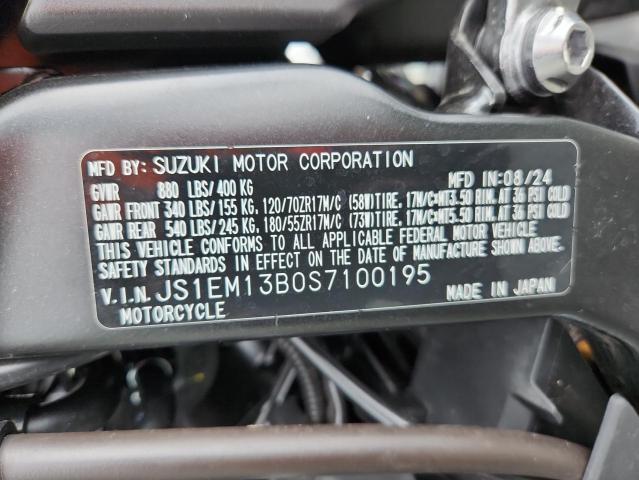 MFD BY: SUZUKI MOTOR CORPORATION MFD IN: 08/24
GVWR 880 LBS/400 KG
GAWR FRONT 340 LBS/155 KG, 120/70ZR17M/C (58W)TIRE, 17M/C×MT3.50 RIM, AT 36 PSI COLD
GAWR REAR 540 LBS/245 KG, 180/55ZR17M/C (73W)TIRE, 17M/C×MT5.50 RIM, AT 36 PSI COLD
THIS VEHICLE CONFORMS TO ALL APPLICABLE FEDERAL MOTOR VEHICLE
SAFETY STANDARDS IN EFFECT ON THE DATE OF MANUFACTURE SHOWN ABOVE.
V.I.N. JS1EM13B0S7100195 MADE IN JAPAN
MOTORCYCLE